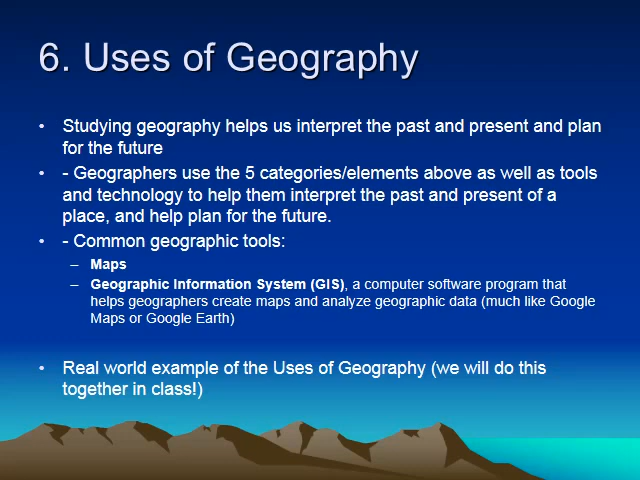 6. Uses of Geography
• Studying geography helps us interpret the past and present and plan
for the future
• - Geographers use the 5 categories/elements above as well as tools
and technology to help them interpret the past and present of a
place, and help plan for the future.
• - Common geographic tools:
– Maps
– Geographic Information System (GIS), a computer software program that
helps geographers create maps and analyze geographic data (much like Google
Maps or Google Earth)
• Real world example of the Uses of Geography (we will do this
together in class!)